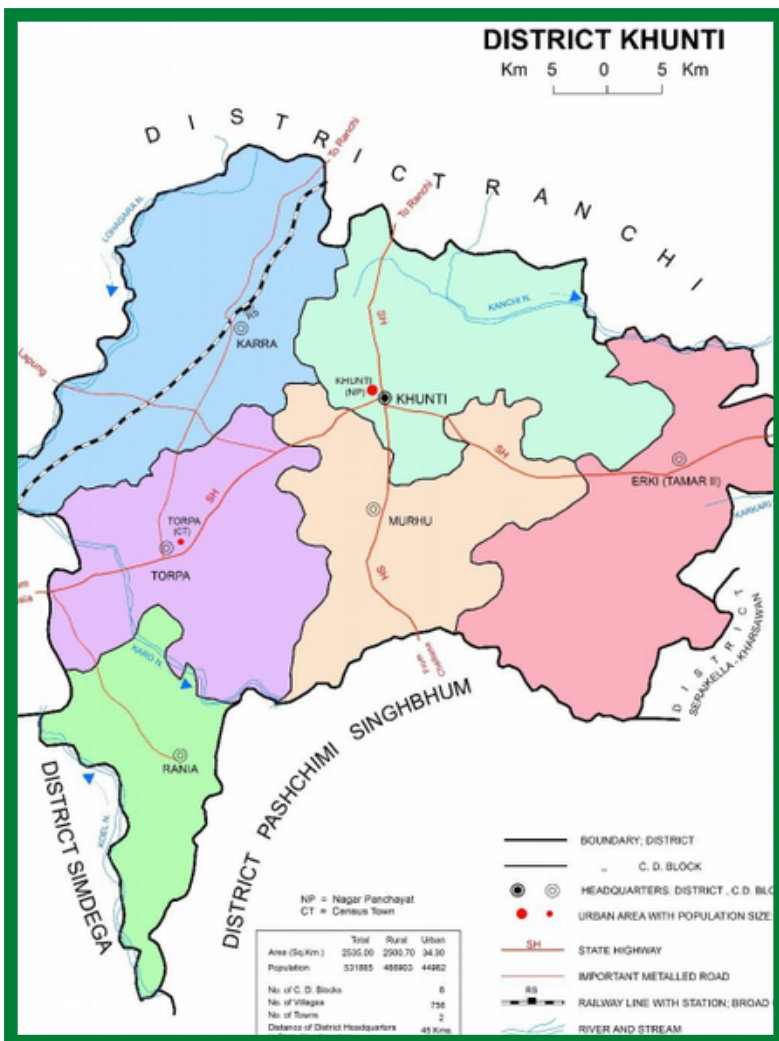 DISTRICT KHUNTI
Km 5 0 5 Km
DISTRICT RANCHI
To Ranchi
To Ranchi
LOHAGARA N.
KANCHI N.
RS
KARRA
SH
Lapung
KHUNTI
(NP)
KHUNTI
SH
ERKI (TAMAR II)
SH
KARKARI
TORPA
(CT)
MURHU
TORPA
SH
From
DISTRICT
SERAIKELLA-KHARSAWAN
KARO N.
DISTRICT PASHCHIMI SINGHBHUM
RANIA
DISTRICT SIMDEGA
KOEL N.
BOUNDARY; DISTRICT
,, C. D. BLOCK
NP = Nagar Panchayat
CT = Census Town
HEADQUARTERS: DISTRICT, C.D. BLO
URBAN AREA WITH POPULATION SIZE
Total Rural Urban
Area (Sq.Km.) 2535.00 2500.70 34.30
Population 531885 486903 44982
SH STATE HIGHWAY
IMPORTANT METALLED ROAD
No. of C. D. Blocks 6
No. of Villages 756
No. of Towns 2
Distance of District Headquarters 45 Kms.
RS RAILWAY LINE WITH STATION; BROAD
RIVER AND STREAM